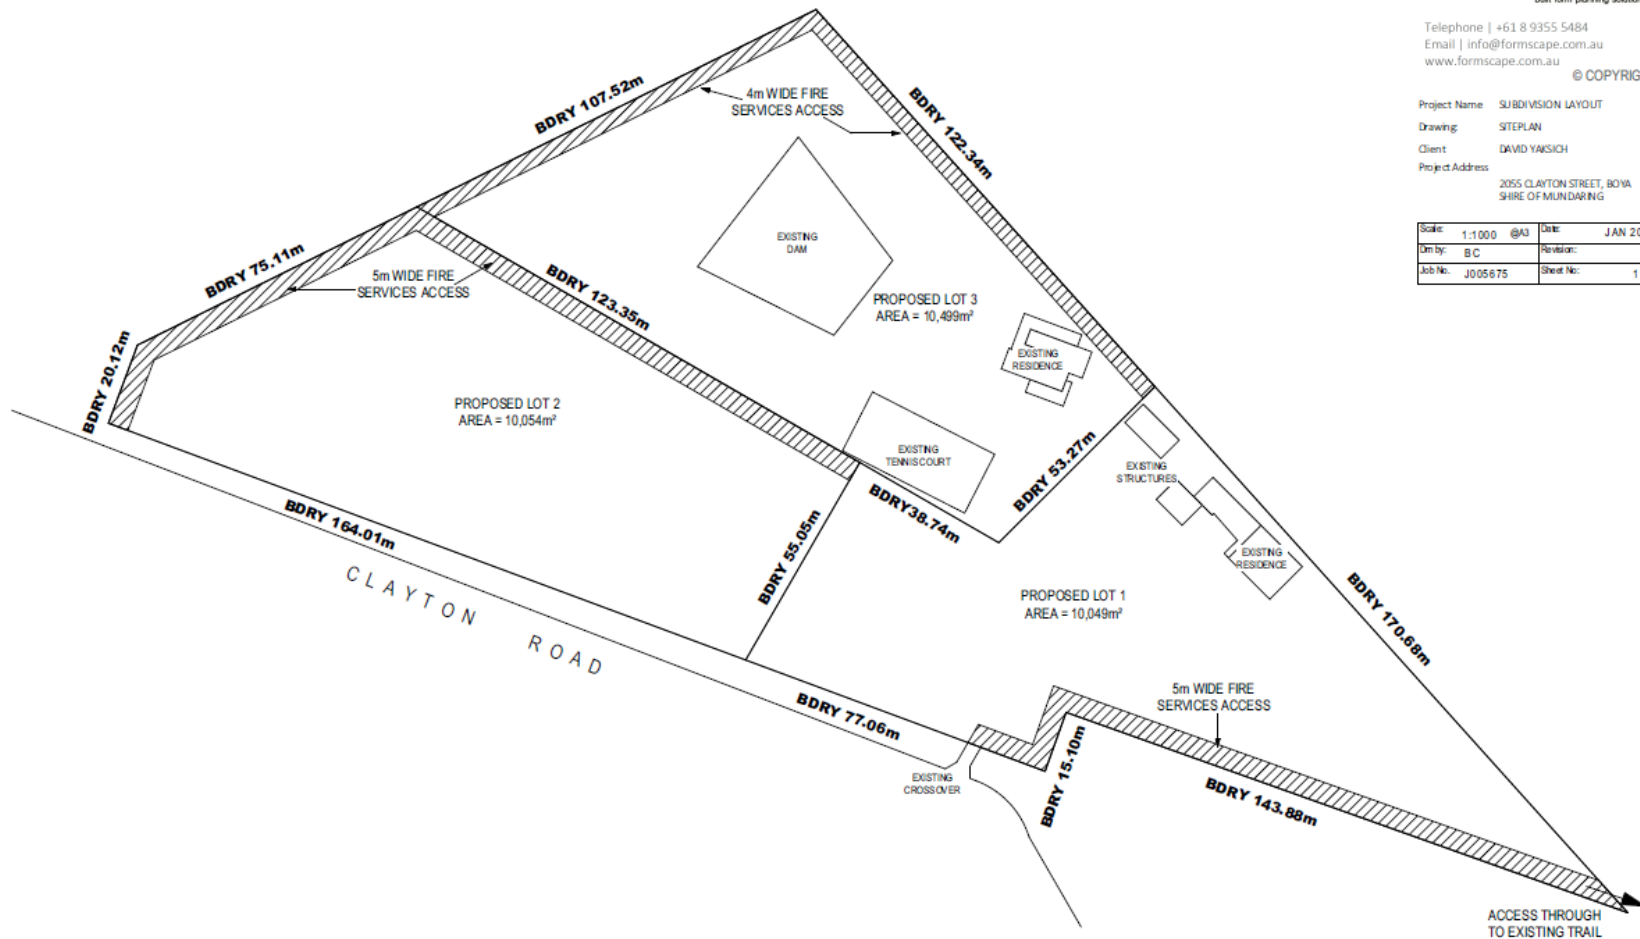 Telephone | +61 8 9355 5484
Email | info@formscape.com.au
www.formscape.com.au
© COPYRIG
Project Name SUBDIVISION LAYOUT
Drawing: SITEPLAN
Client DAVID YAKSICH
Project Address
2055 CLAYTON STREET, BOYA
SHIRE OF MUNDARING
Scale: 1:1000 @A3 Date: JAN 20
Drn by: BC Revision:
Job No. J005675 Sheet No: 1
BDRY 107.52m
4m WIDE FIRE
SERVICES ACCESS
BDRY 122.34m
EXISTING
DAM
BDRY 75.11m
5m WIDE FIRE
SERVICES ACCESS
BDRY 123.35m
PROPOSED LOT 3
AREA = 10,499m²
EXISTING
RESIDENCE
BDRY 20.12m
PROPOSED LOT 2
AREA = 10,054m²
EXISTING
TENNIS COURT
BDRY 53.27m
EXISTING
STRUCTURES
BDRY38.74m
BDRY 164.01m
BDRY 55.05m
EXISTING
RESIDENCE
CLAYTON ROAD
PROPOSED LOT 1
AREA = 10,049m²
BDRY 170.68m
5m WIDE FIRE
SERVICES ACCESS
BDRY 77.06m
EXISTING
CROSSOVER
BDRY 15.10m
BDRY 143.88m
ACCESS THROUGH
TO EXISTING TRAIL